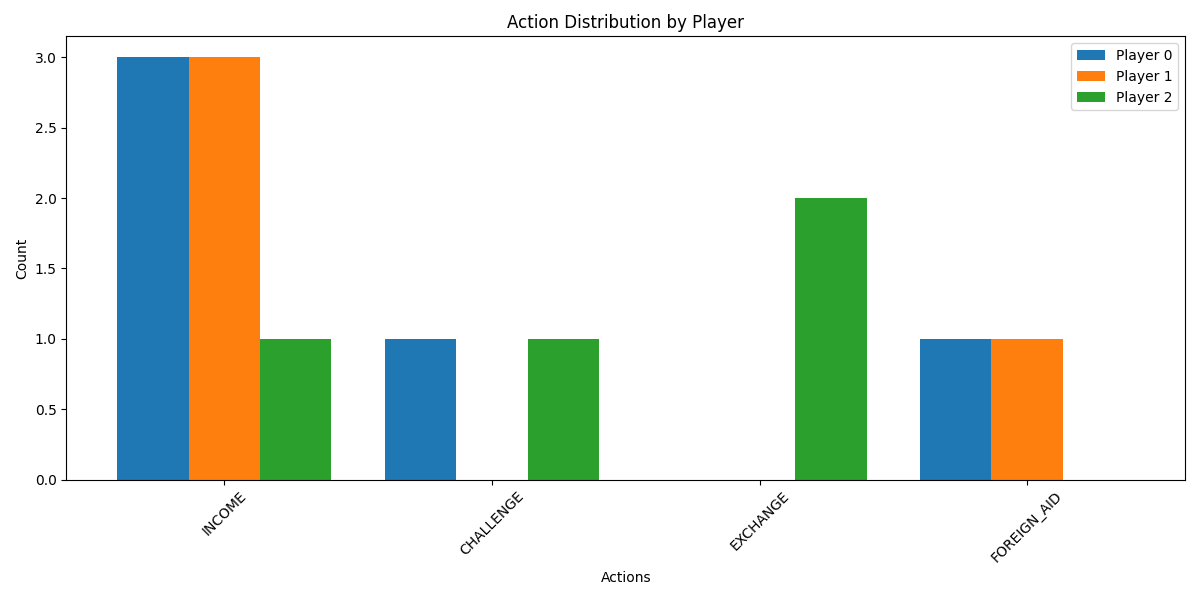 Action Distribution by Player
Player 0
Player 1
Player 2
Count
3.0
2.5
2.0
1.5
1.0
0.5
0.0
INCOME
CHALLENGE
EXCHANGE
FOREIGN_AID
Actions